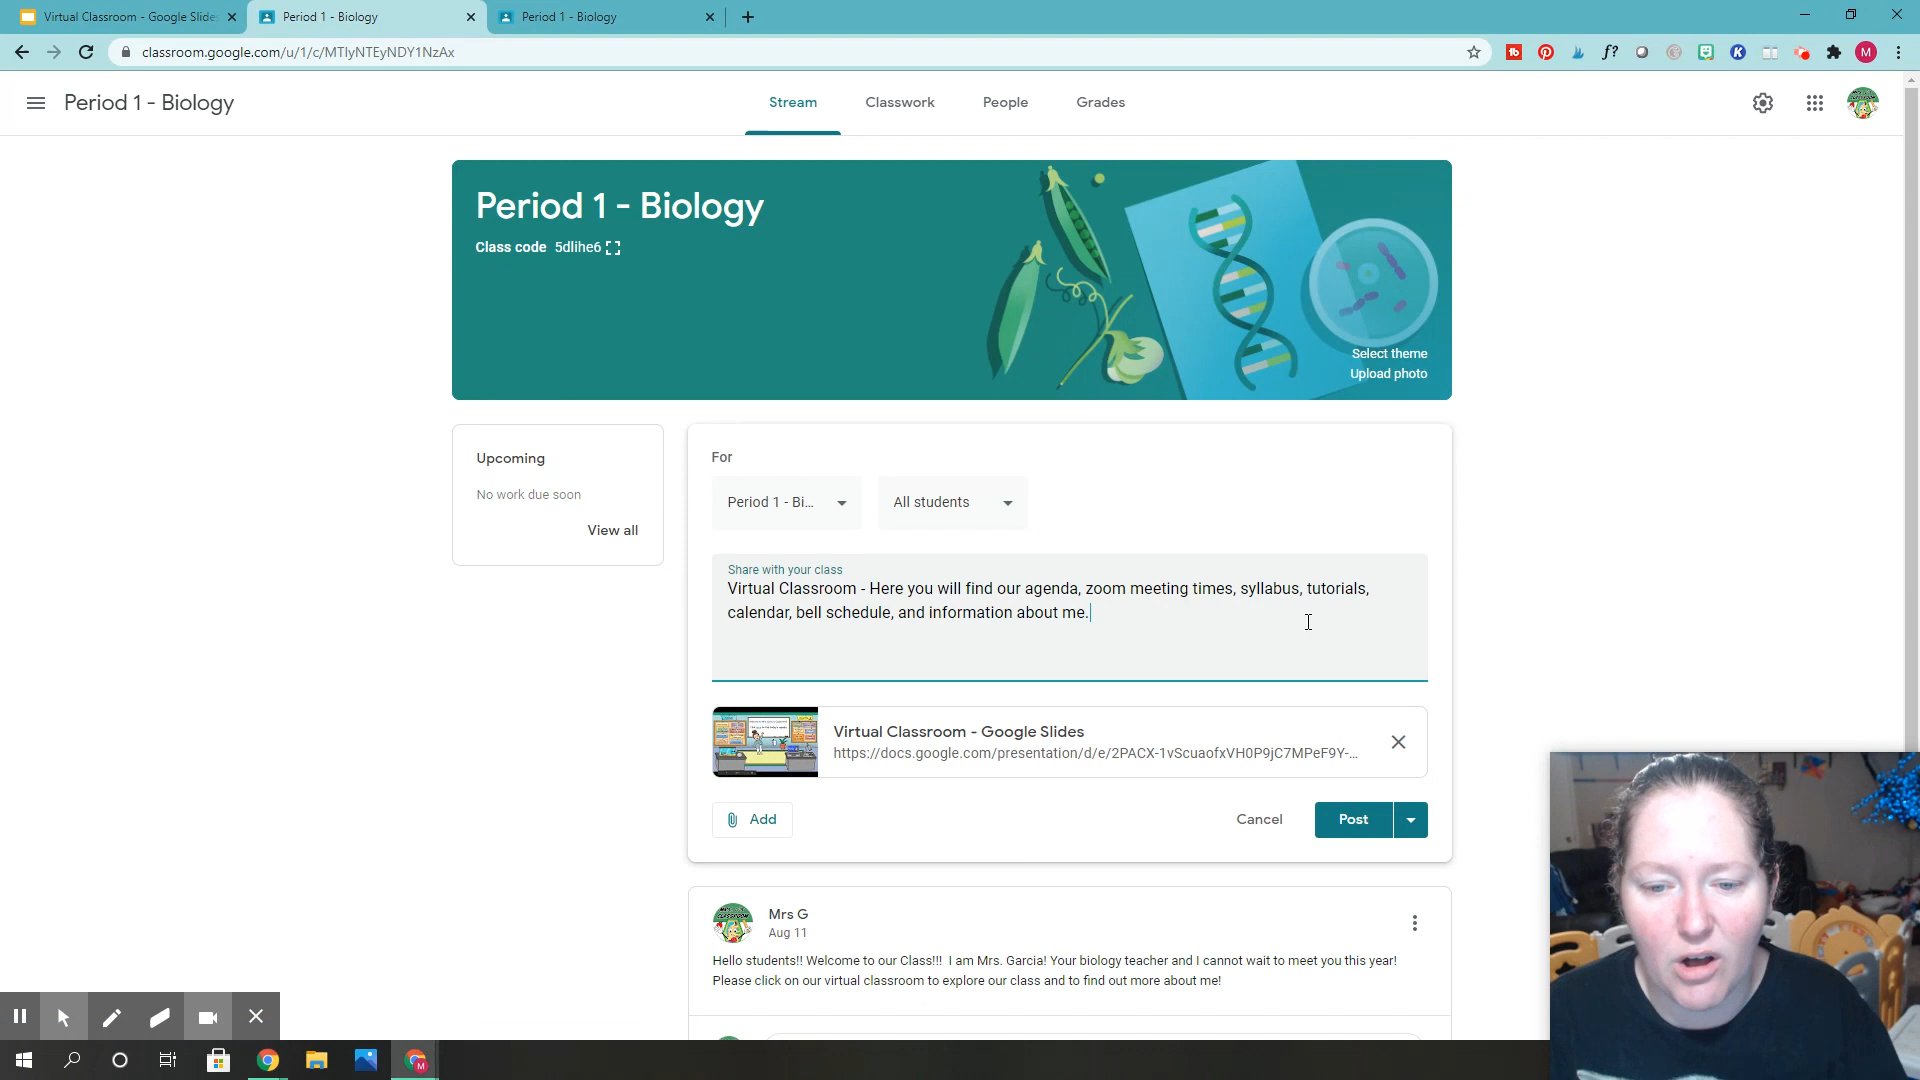 Virtual Classroom - Google Slides
Period 1 - Biology
Period 1 - Biology
classroom.google.com/u/1/c/MTIyNTEyNDY1NzAx
M
Period 1 - Biology
Stream
Classwork
People
Grades
Period 1 - Biology
Class code 5dlihe6
Select theme
Upload photo
Upcoming
No work due soon
View all
For
Period 1 - Bi...
All students
Share with your class
Virtual Classroom - Here you will find our agenda, zoom meeting times, syllabus, tutorials,
calendar, bell schedule, and information about me.
Virtual Classroom - Google Slides
https://docs.google.com/presentation/d/e/2PACX-1vScuaofxVH0P9jC7MPeF9Y-...
Add
Cancel
Post
Mrs G
Aug 11
Hello students!! Welcome to our Class!!! I am Mrs. Garcia! Your biology teacher and I cannot wait to meet you this year!
Please click on our virtual classroom to explore our class and to find out more about me!